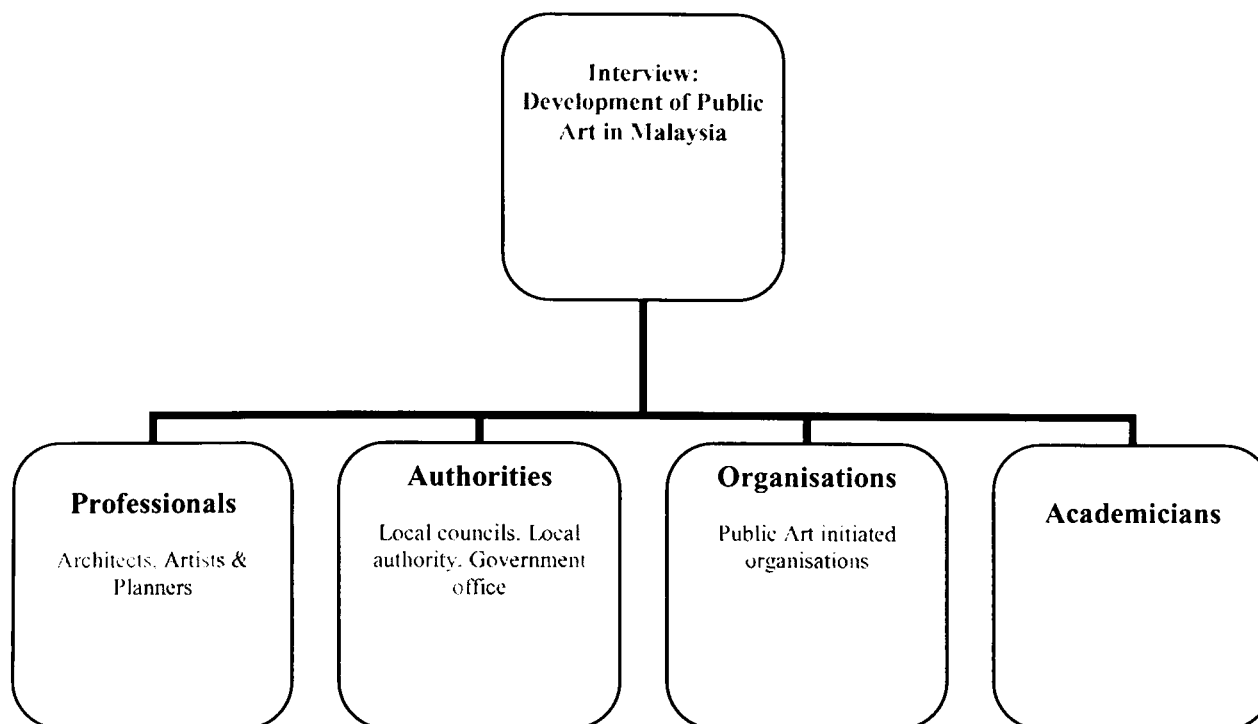 Interview:
Development of Public
Art in Malaysia
Professionals
Architects, Artists &
Planners
Authorities
Local councils. Local
authority. Government
office
Organisations
Public Art initiated
organisations
Academicians